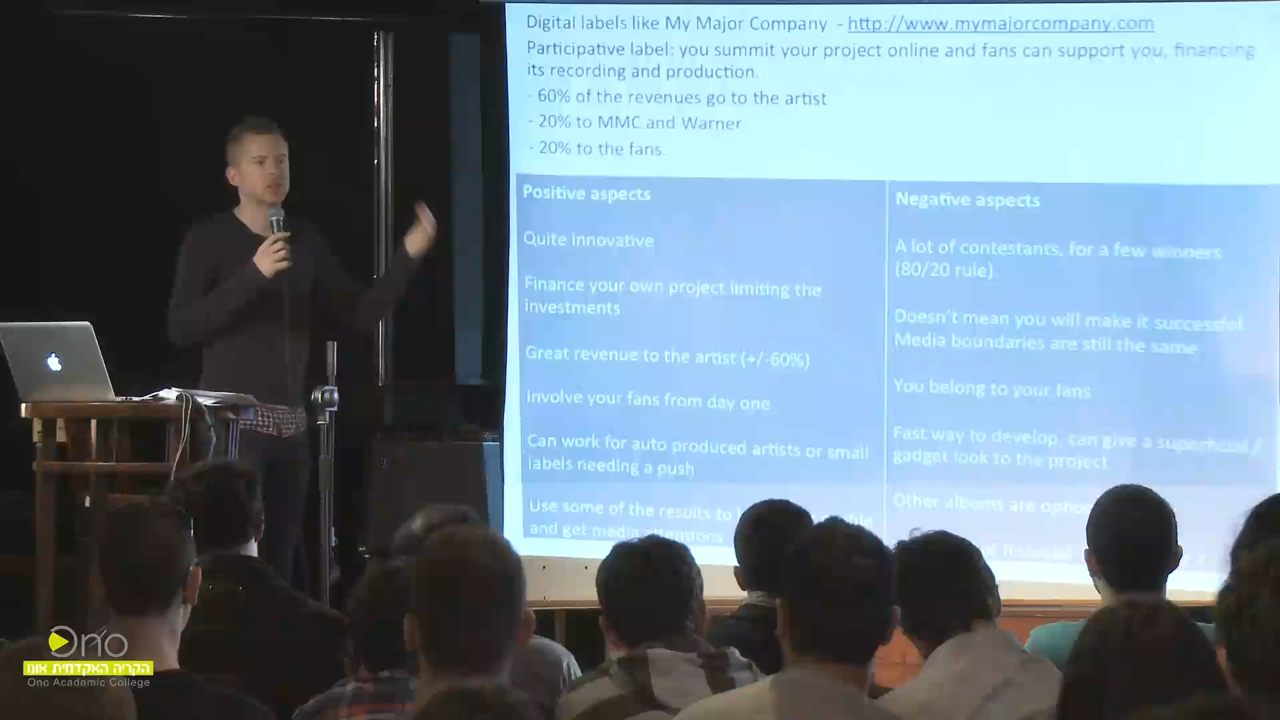 Digital labels like My Major Company - http://www.mymajorcompany.com
Participative label: you summit your project online and fans can support you, financing
its recording and production.
- 60% of the revenues go to the artist
- 20% to MMC and Warner
- 20% to the fans.
Positive aspects
Quite innovative
Finance your own project limiting the
investments
Great revenue to the artist (+/-60%)
Involve your fans from day one
Can work for auto produced artists or small
labels needing a push
Use some of the results to
and get media attentions
Negative aspects
A lot of contestants, for a few winners
(80/20 rule).
Doesn't mean you will make it successful
Media boundaries are still the same
You belong to your fans
Fast way to develop, can give a superficial /
gadget look to the project
Other albums are
financial
Ono
הקריה האקדמית אונו
Ono Academic College